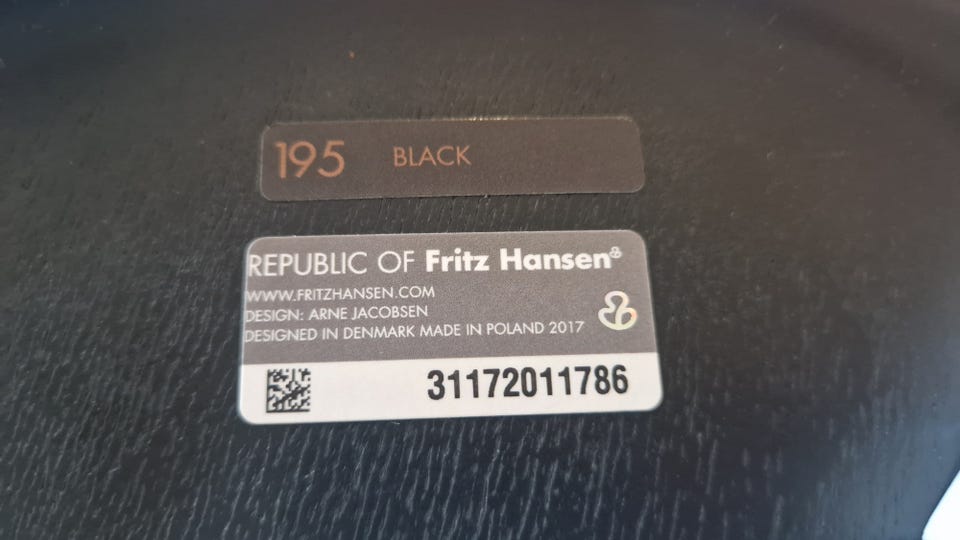 195 BLACK
REPUBLIC OF Fritz Hansen®
WWW.FRITZHANSEN.COM
DESIGN: ARNE JACOBSEN
DESIGNED IN DENMARK MADE IN POLAND 2017
31172011786